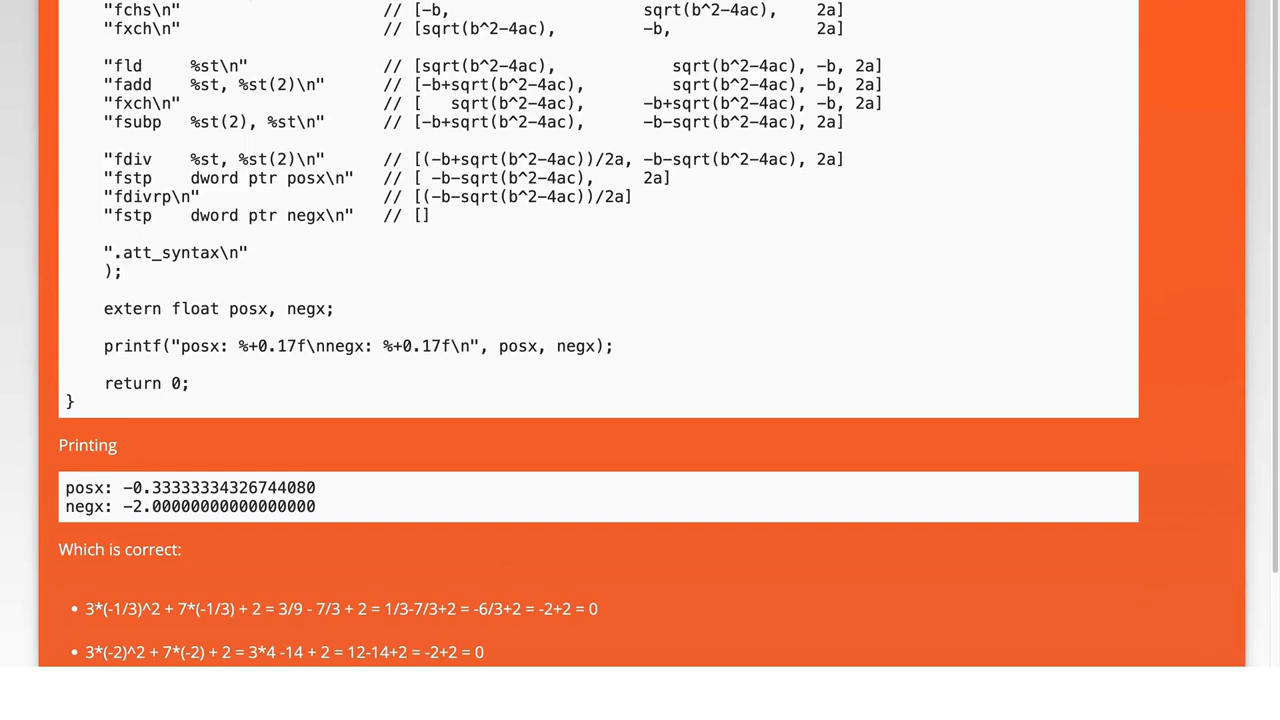 "fchs\n" // [-b, sqrt(b^2-4ac), 2a]
"fxch\n" // [sqrt(b^2-4ac), -b, 2a]
"fld %st\n" // [sqrt(b^2-4ac), sqrt(b^2-4ac), -b, 2a]
"fadd %st, %st(2)\n" // [-b+sqrt(b^2-4ac), sqrt(b^2-4ac), -b, 2a]
"fxch\n" // [ sqrt(b^2-4ac), -b+sqrt(b^2-4ac), -b, 2a]
"fsubp %st(2), %st\n" // [-b+sqrt(b^2-4ac), -b-sqrt(b^2-4ac), 2a]
"fdiv %st, %st(2)\n" // [(-b+sqrt(b^2-4ac))/2a, -b-sqrt(b^2-4ac), 2a]
"fstp dword ptr posx\n" // [ -b-sqrt(b^2-4ac), 2a]
"fdivrp\n" // [(-b-sqrt(b^2-4ac))/2a]
"fstp dword ptr negx\n" // []
".att_syntax\n"
);
extern float posx, negx;
printf("posx: %+0.17f\nnegx: %+0.17f\n", posx, negx);
return 0;
}
Printing
posx: -0.33333334326744080
negx: -2.00000000000000000
Which is correct:
• 3*(-1/3)^2 + 7*(-1/3) + 2 = 3/9 - 7/3 + 2 = 1/3-7/3+2 = -6/3+2 = -2+2 = 0
• 3*(-2)^2 + 7*(-2) + 2 = 3*4 -14 + 2 = 12-14+2 = -2+2 = 0